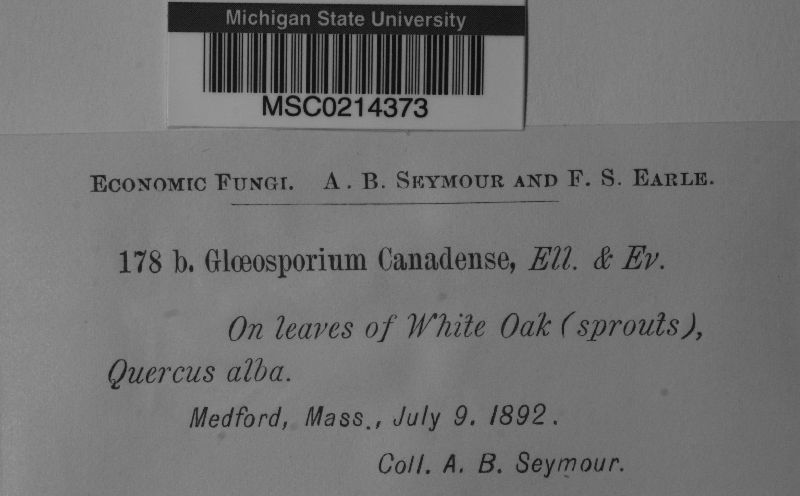 Michigan State University
MSC0214373
Economic Fungi. A. B. Seymour and F. S. Earle.
178 b. Glœosporium Canadense, Ell. & Ev.
On leaves of White Oak (sprouts),
Quercus alba.
Medford, Mass., July 9. 1892.
Coll. A. B. Seymour.